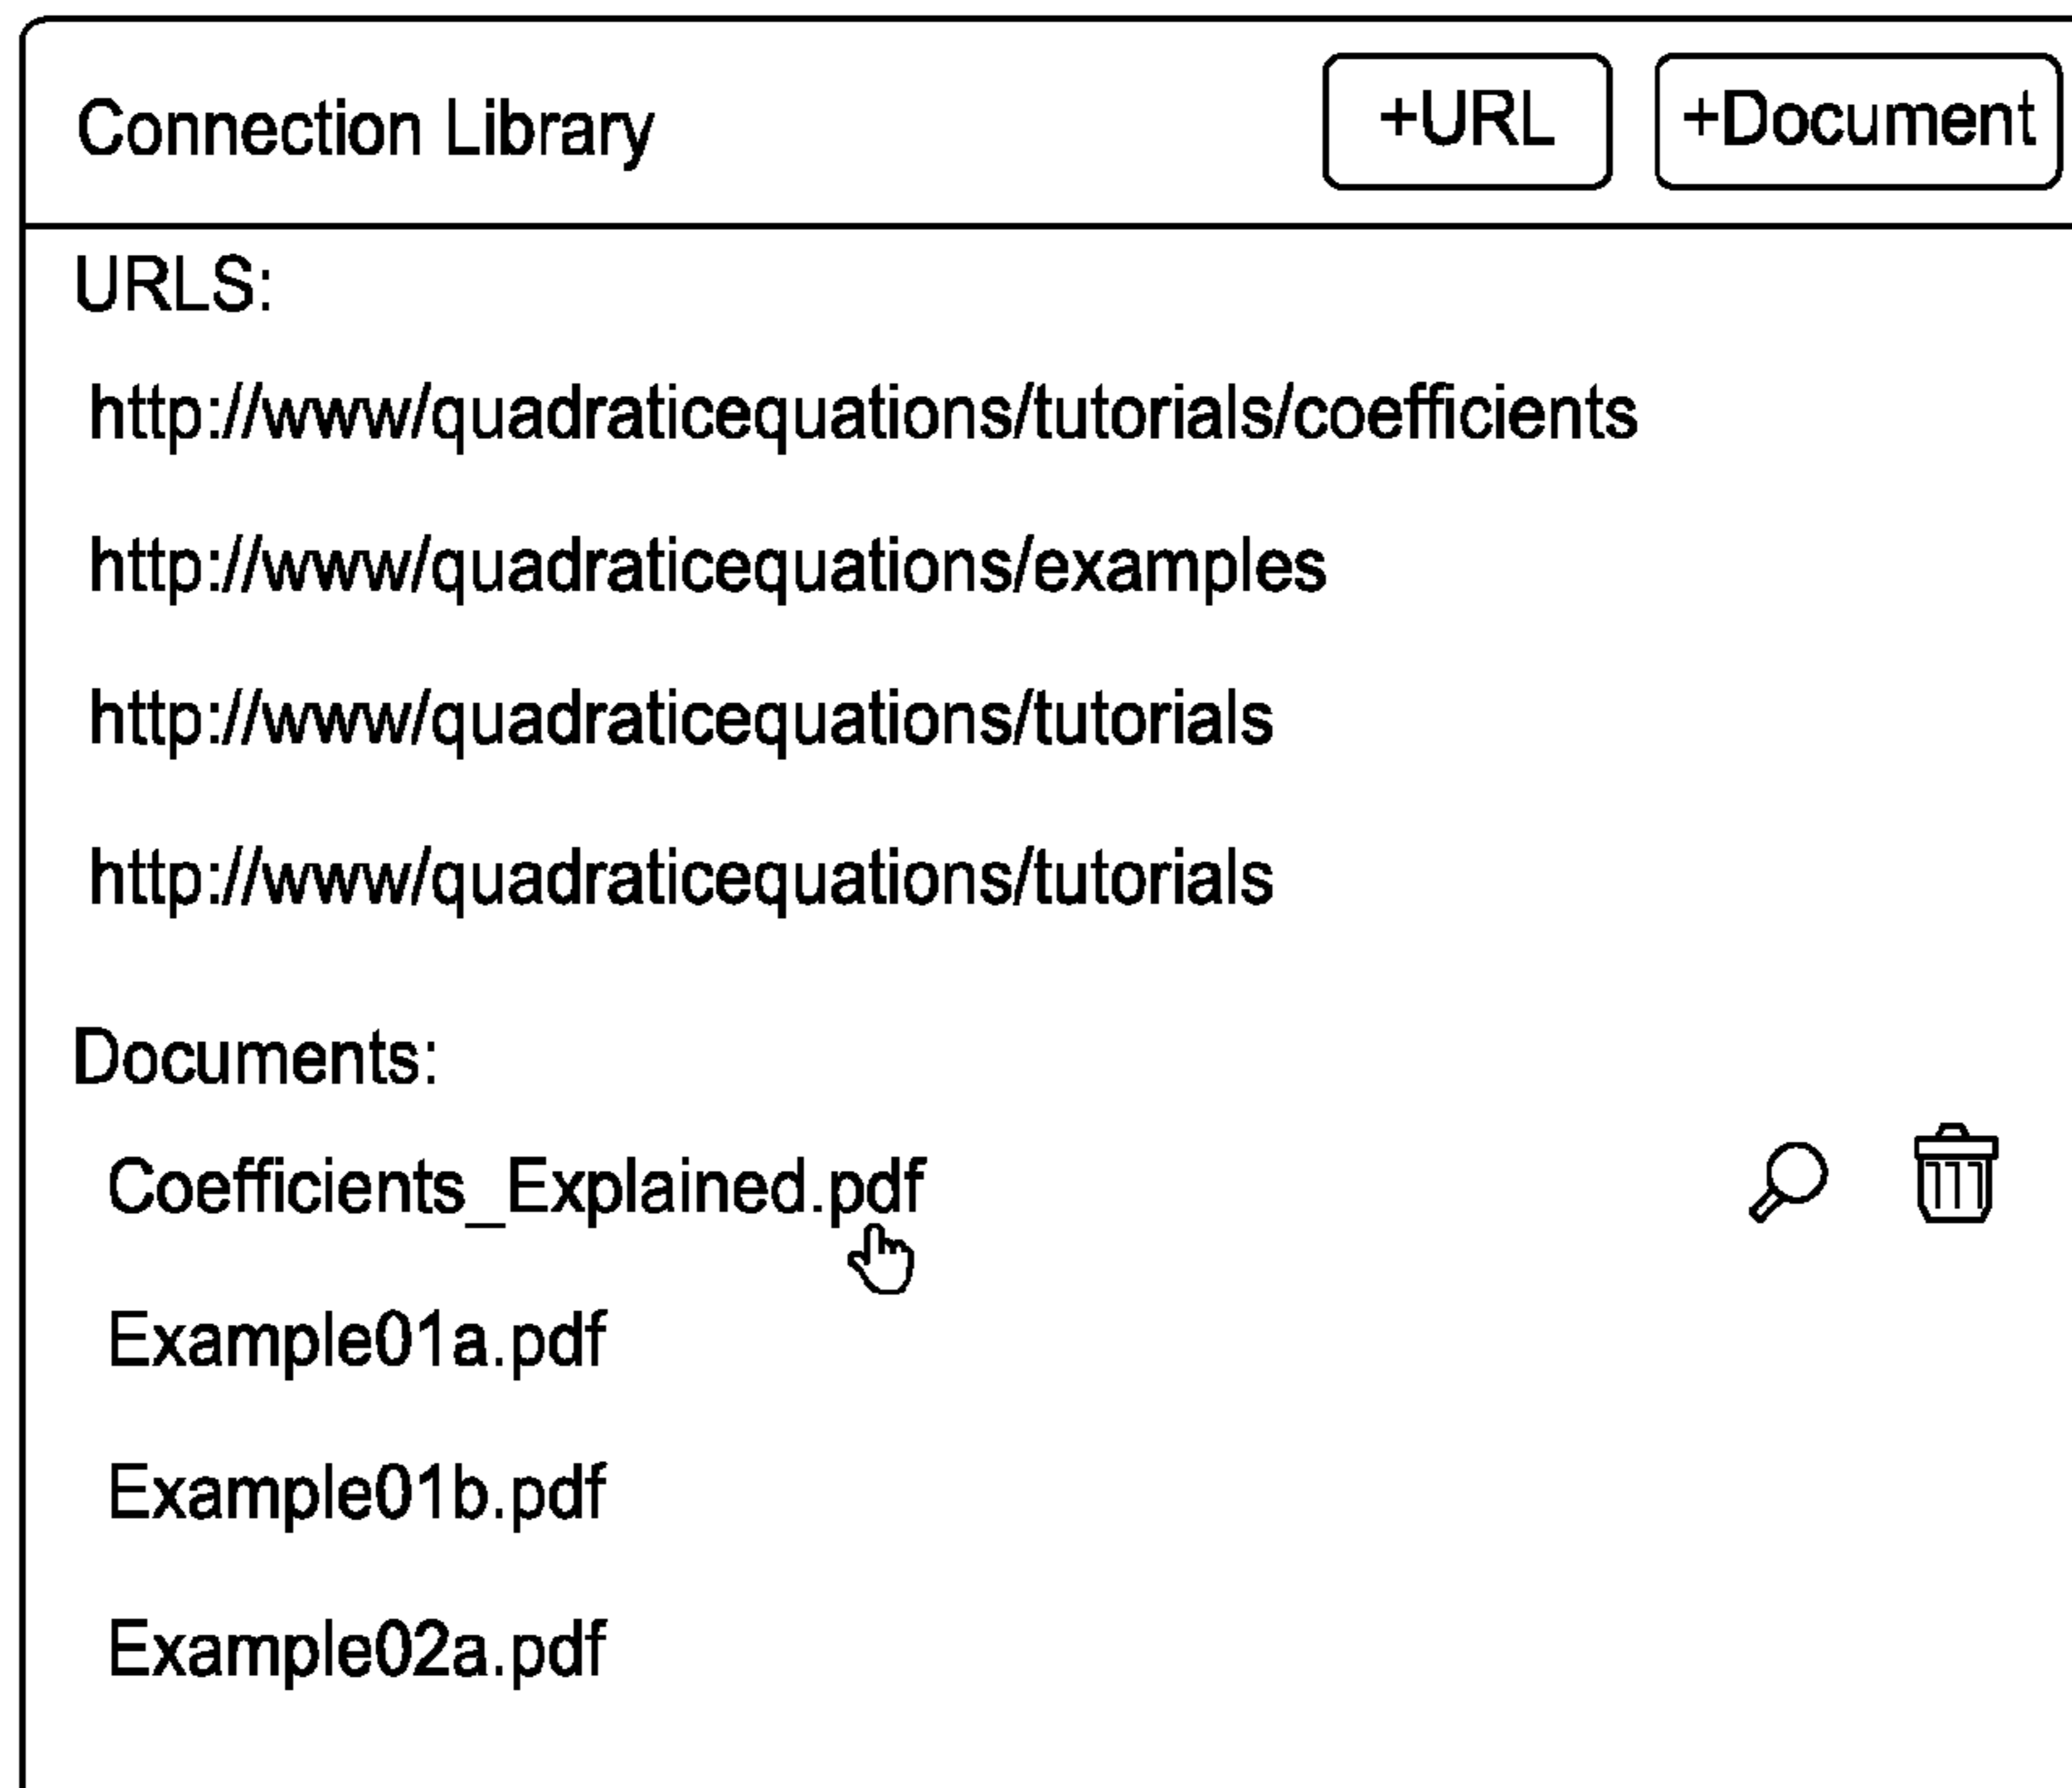 Connection Library +URL +Document
URLS:
http://www/quadraticequations/tutorials/coefficients
http://www/quadraticequations/examples
http://www/quadraticequations/tutorials
http://www/quadraticequations/tutorials
Documents:
Coefficients_Explained.pdf
Example01a.pdf
Example01b.pdf
Example02a.pdf